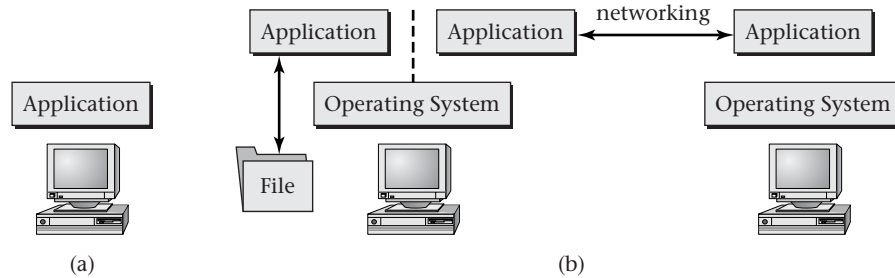 networking
Application
Application
Application
Application
Operating System
Operating System
File
(a)
(b)